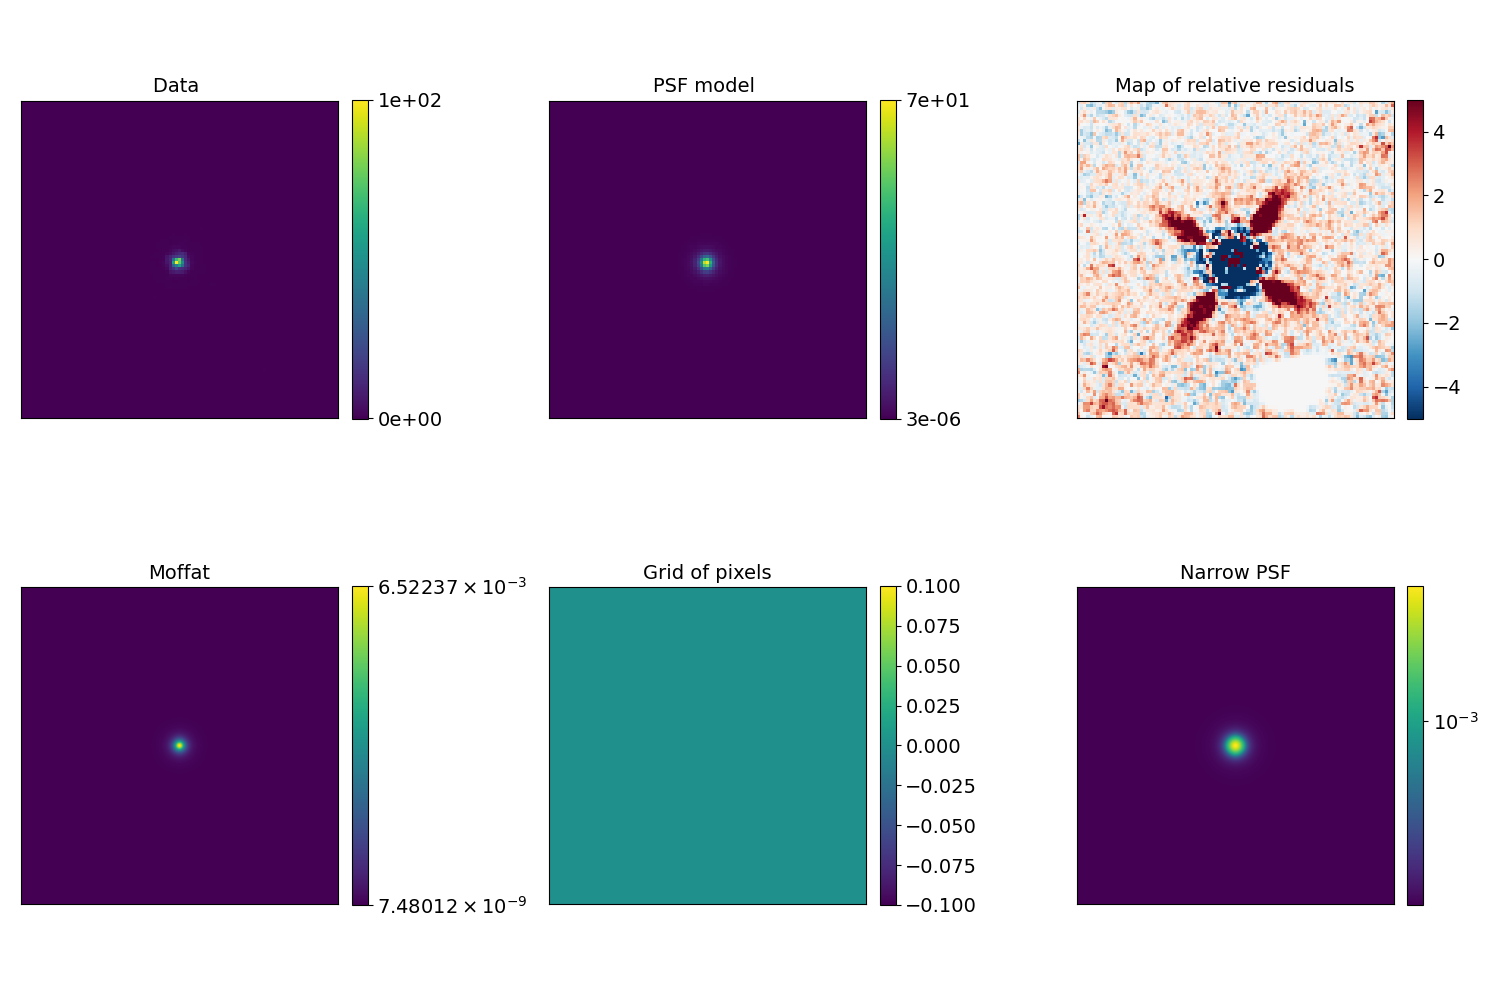 Data
PSF model
Map of relative residuals
1e+02
0e+00
7e+01
3e-06
4
2
0
−2
−4
Moffat
Grid of pixels
Narrow PSF
6.52237 × 10⁻³
7.48012 × 10⁻⁹
0.100
0.075
0.050
0.025
0.000
−0.025
−0.050
−0.075
−0.100
10⁻³